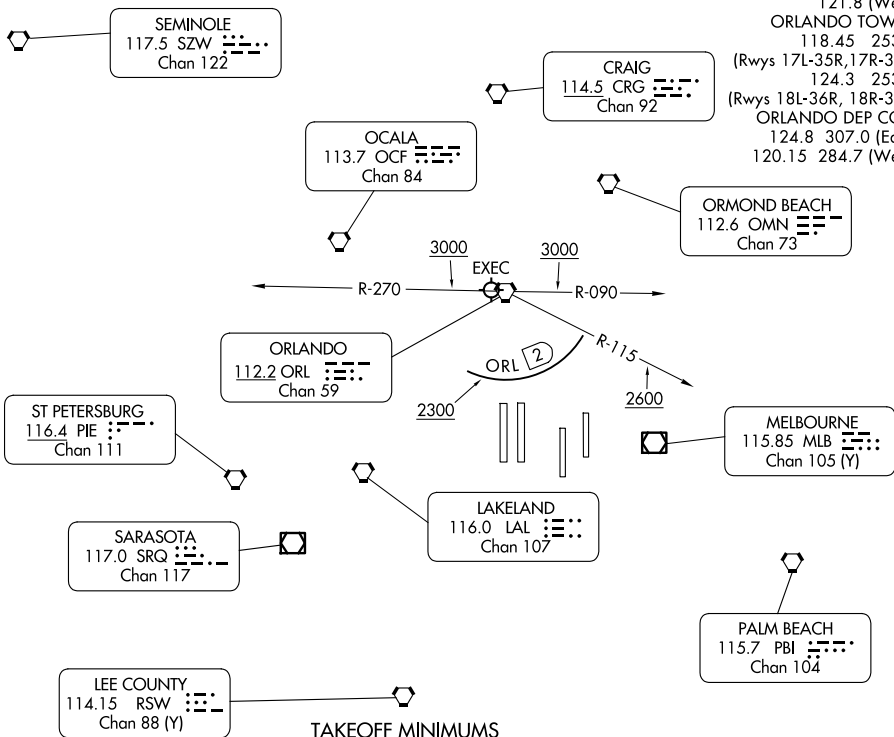 121.8 (We
ORLANDO TOW
118.45 253
(Rwys 17L-35R,17R-3
124.3 253
(Rwys 18L-36R, 18R-3
ORLANDO DEP CO
124.8 307.0 (Ea
120.15 284.7 (We
SEMINOLE
117.5 SZW
Chan 122
CRAIG
114.5 CRG
Chan 92
OCALA
113.7 OCF
Chan 84
ORMOND BEACH
112.6 OMN
Chan 73
3000
EXEC
3000
R-270
R-090
R-115
ORLANDO
112.2 ORL
Chan 59
ORL 2
2300
2600
ST PETERSBURG
116.4 PIE
Chan 111
MELBOURNE
115.85 MLB
Chan 105 (Y)
LAKELAND
116.0 LAL
Chan 107
SARASOTA
117.0 SRQ
Chan 117
PALM BEACH
115.7 PBI
Chan 104
LEE COUNTY
114.15 RSW
Chan 88 (Y)
TAKEOFF MINIMUMS